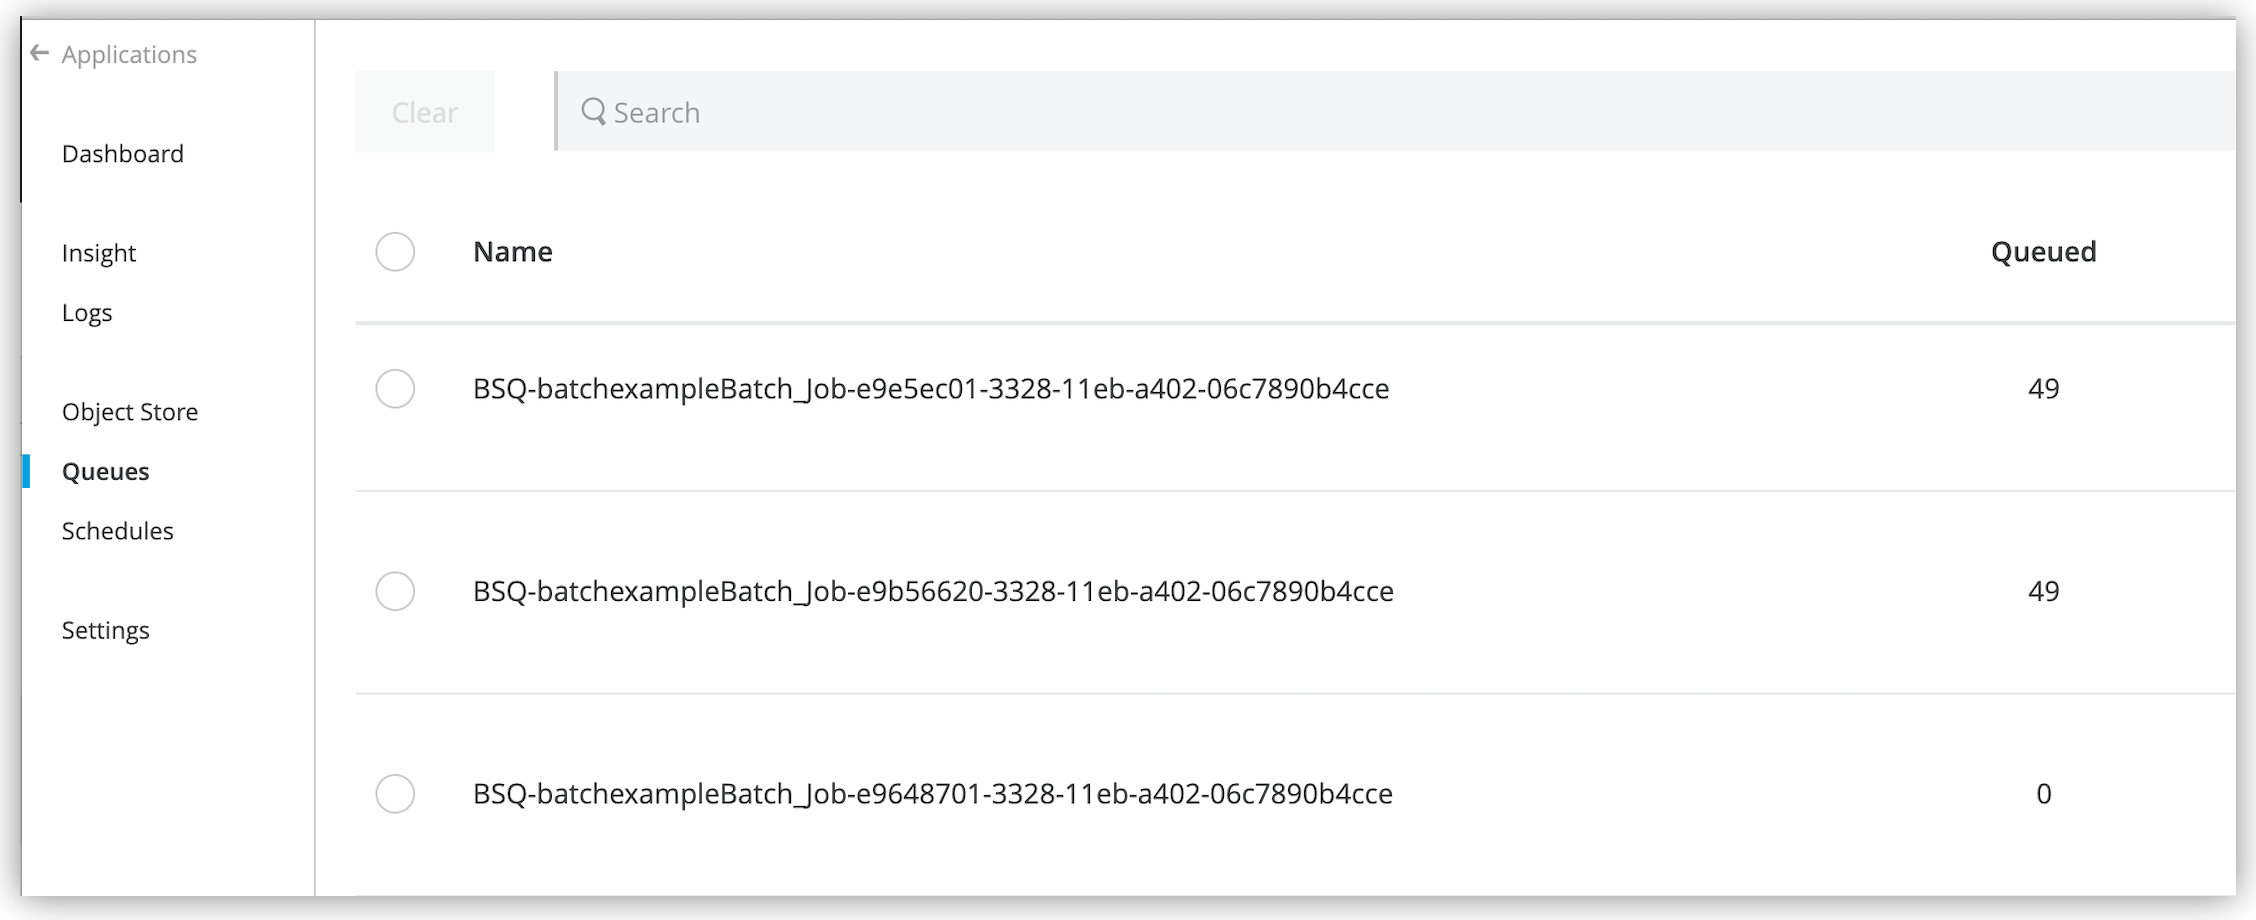 Applications
Dashboard
Insight
Logs
Object Store
Queues
Schedules
Settings
Clear
Search
Name Queued
BSQ-batchexampleBatch_Job-e9e5ec01-3328-11eb-a402-06c7890b4cce 49
BSQ-batchexampleBatch_Job-e9b56620-3328-11eb-a402-06c7890b4cce 49
BSQ-batchexampleBatch_Job-e9648701-3328-11eb-a402-06c7890b4cce 0